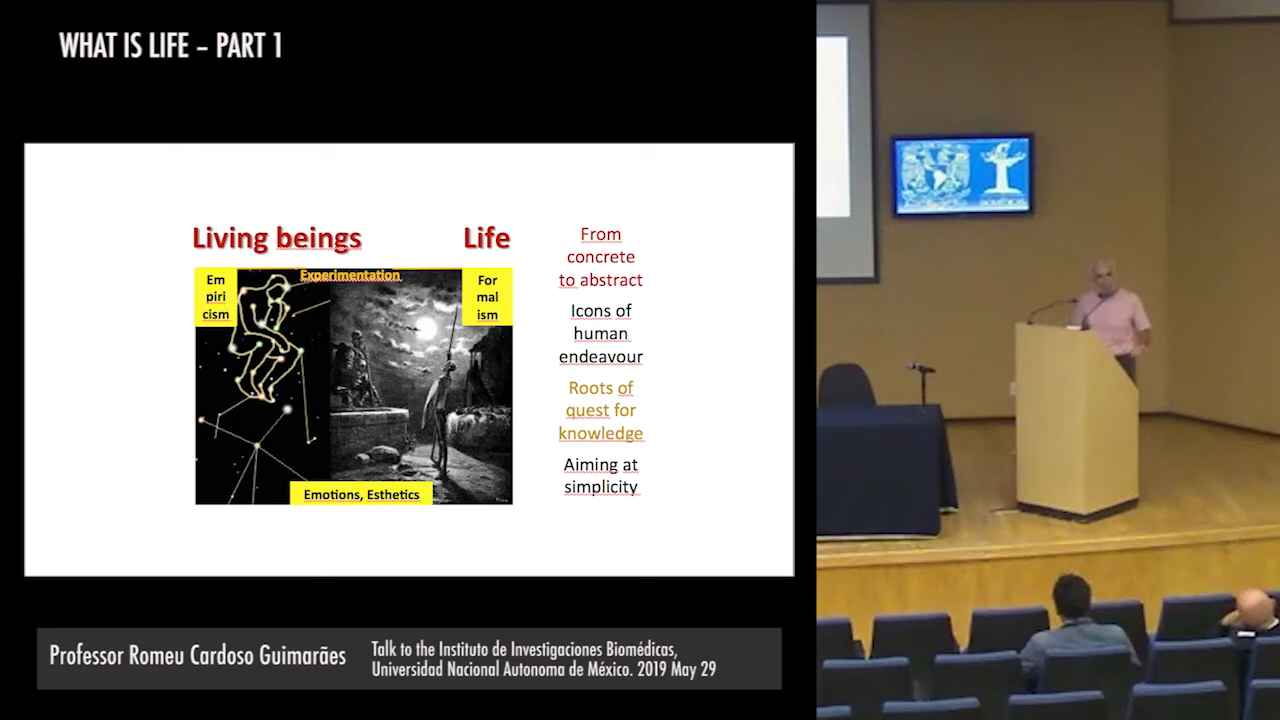 WHAT IS LIFE – PART 1
Living beings
Life
Em
piri
cism
Experimentation
For
mal
ism
Emotions, Esthetics
From
concrete
to abstract
Icons of
human
endeavour
Roots of
quest for
knowledge
Aiming at
simplicity
Professor Romeu Cardoso Guimarães
Talk to the Instituto de Investigaciones Biomédicas,
Universidad Nacional Autonoma de México. 2019 May 29